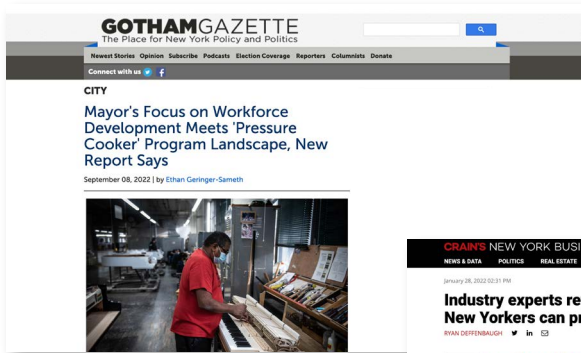 GOTHAMGAZETTE
The Place for New York Policy and Politics
Newest Stories Opinion Subscribe Podcasts Election Coverage Reporters Columnists Donate
Connect with us
CITY
Mayor's Focus on Workforce
Development Meets 'Pressure
Cooker' Program Landscape, New
Report Says
September 08, 2022 | by Ethan Geringer-Sameth
CRAIN'S NEW YORK BUSI
NEWS & DATA POLITICS REAL ESTATE
January 28, 2022 02:31 PM
Industry experts re
New Yorkers can pr
RYAN DEFFENBAUGH